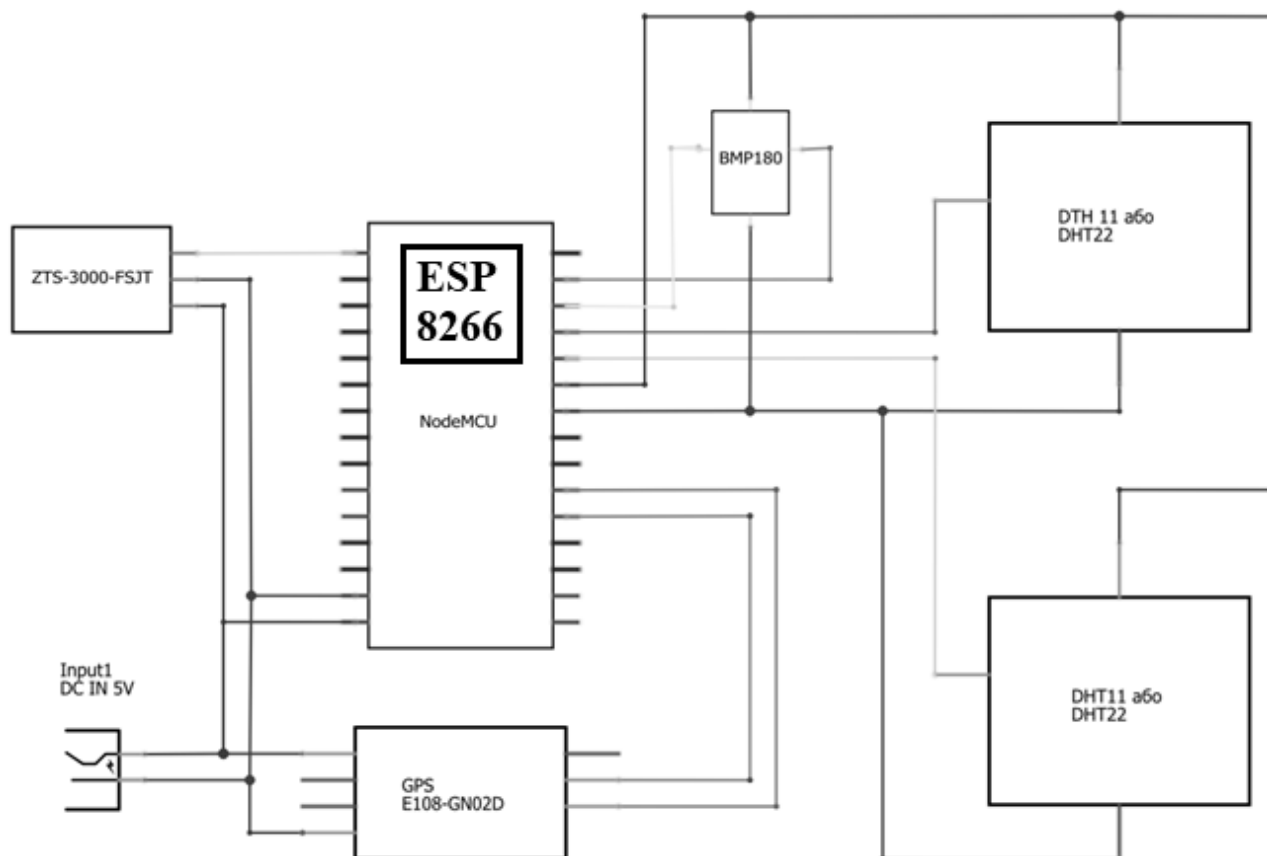 BMP180
DTH 11 або
DHT22
ZTS-3000-FSJT
ESP
8266
NodeMCU
Input1
DC IN 5V
DHT11 або
DHT22
GPS
E108-GN02D